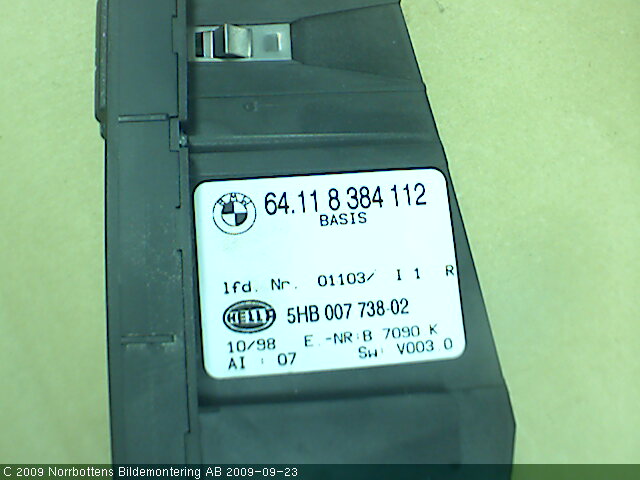 BMW
64.11 8 384 112
BASIS
lfd. Nr. 01103/ I 1 R
HELLA 5HB 007 738-02
10/98 E.-NR:B 7090 K
AI : 07 SW: V003 0
C 2009 Norrbottens Bildemontering AB 2009-09-23